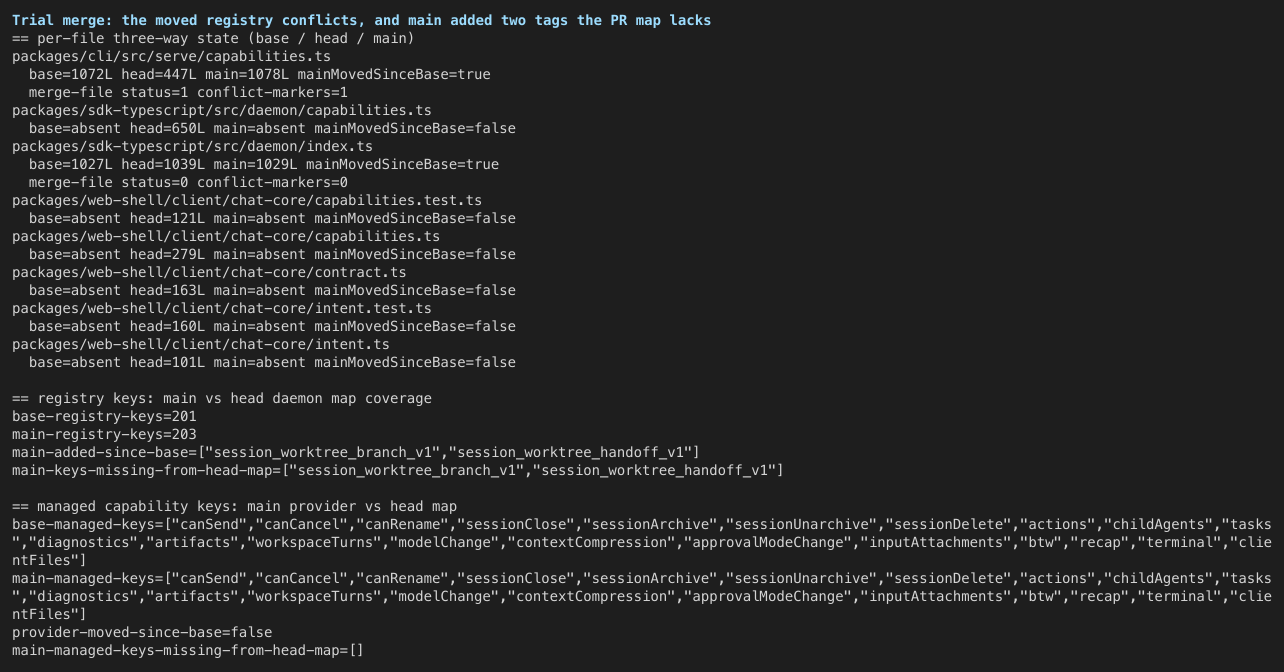 Trial merge: the moved registry conflicts, and main added two tags the PR map lacks
== per-file three-way state (base / head / main)
packages/cli/src/serve/capabilities.ts
  base=1072L head=447L main=1078L mainMovedSinceBase=true
  merge-file status=1 conflict-markers=1
packages/sdk-typescript/src/daemon/capabilities.ts
  base=absent head=650L main=absent mainMovedSinceBase=false
packages/sdk-typescript/src/daemon/index.ts
  base=1027L head=1039L main=1029L mainMovedSinceBase=true
  merge-file status=0 conflict-markers=0
packages/web-shell/client/chat-core/capabilities.test.ts
  base=absent head=121L main=absent mainMovedSinceBase=false
packages/web-shell/client/chat-core/capabilities.ts
  base=absent head=279L main=absent mainMovedSinceBase=false
packages/web-shell/client/chat-core/contract.ts
  base=absent head=163L main=absent mainMovedSinceBase=false
packages/web-shell/client/chat-core/intent.test.ts
  base=absent head=160L main=absent mainMovedSinceBase=false
packages/web-shell/client/chat-core/intent.ts
  base=absent head=101L main=absent mainMovedSinceBase=false

== registry keys: main vs head daemon map coverage
base-registry-keys=201
main-registry-keys=203
main-added-since-base=["session_worktree_branch_v1","session_worktree_handoff_v1"]
main-keys-missing-from-head-map=["session_worktree_branch_v1","session_worktree_handoff_v1"]

== managed capability keys: main provider vs head map
base-managed-keys=["canSend","canCancel","canRename","sessionClose","sessionArchive","sessionUnarchive","sessionDelete","actions","childAgents","tasks
","diagnostics","artifacts","workspaceTurns","modelChange","contextCompression","approvalModeChange","inputAttachments","btw","recap","terminal","clie
ntFiles"]
main-managed-keys=["canSend","canCancel","canRename","sessionClose","sessionArchive","sessionUnarchive","sessionDelete","actions","childAgents","tasks
","diagnostics","artifacts","workspaceTurns","modelChange","contextCompression","approvalModeChange","inputAttachments","btw","recap","terminal","clie
ntFiles"]
provider-moved-since-base=false
main-managed-keys-missing-from-head-map=[]